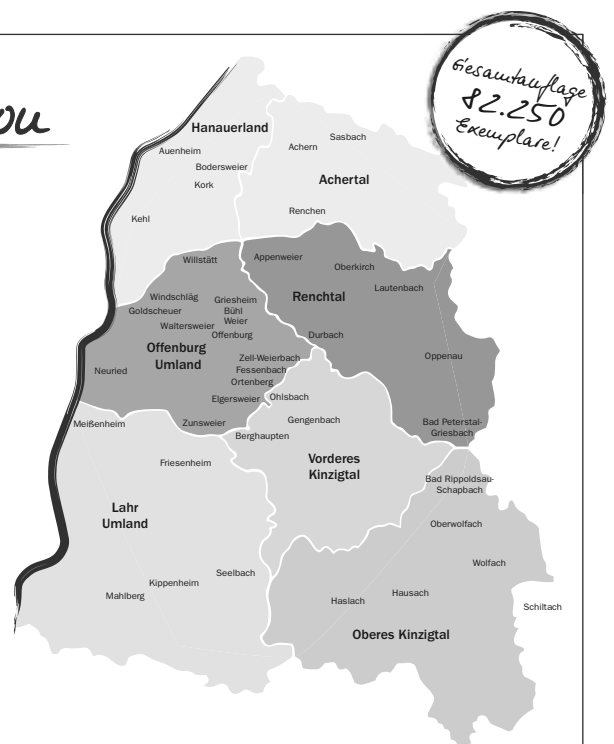 ou
Gesamtauflage
82.250
Exemplare!
Hanauerland
Auenheim
Bodersweier
Kork
Kehl
Sasbach
Achern
Achertal
Renchen
Willstätt
Appenweier
Oberkirch
Lautenbach
Renchtal
Durbach
Oppenau
Bad Peterstal-
Griesbach
Windschläg
Griesheim
Goldscheuer
Bühl
Weier
Waltersweier
Offenburg
Offenburg
Umland
Neuried
Zell-Weierbach
Fessenbach
Ortenberg
Elgersweier
Ohlsbach
Zunsweier
Gengenbach
Berghaupten
Vorderes
Kinzigtal
Meißenheim
Friesenheim
Lahr
Umland
Seelbach
Kippenheim
Mahlberg
Bad Rippoldsau-
Schapbach
Oberwolfach
Wolfach
Hausach
Haslach
Schiltach
Oberes Kinzigtal